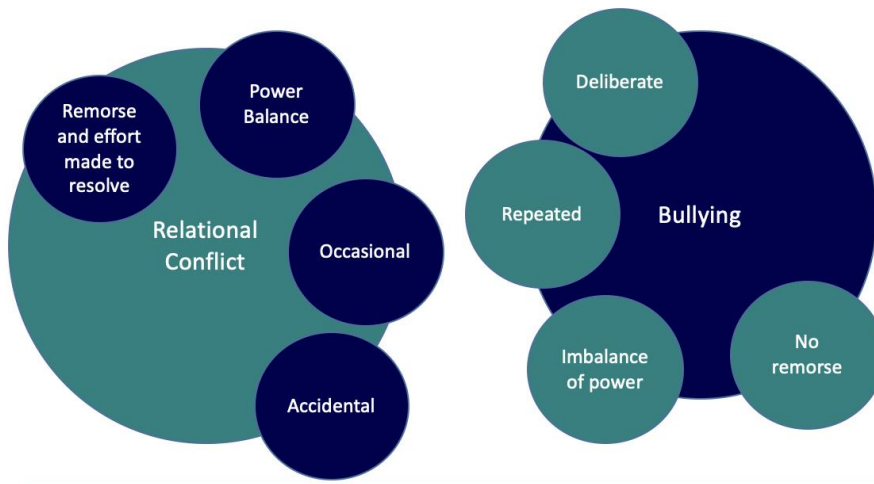 Remorse
and effort
made to
resolve
Power
Balance
Relational
Conflict
Occasional
Accidental
Deliberate
Repeated
Bullying
Imbalance
of power
No
remorse